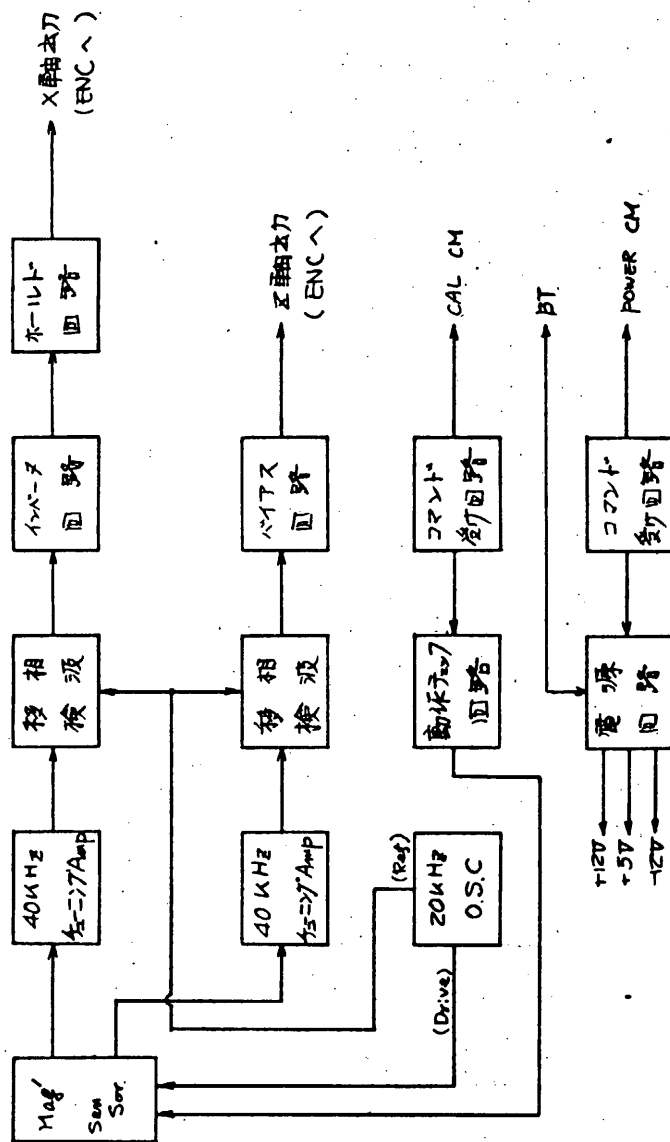 Mag'
Sen
Sor.
40KHz
チューニングAmp
移相
検波
インバータ
回路
ホールド
回路
X軸出力
(ENCへ)
40KHz
チューニングAmp
移相
検波
バイアス
回路
Z軸出力
(ENCへ)
(Ref)
(Drive)
20KHz
O.S.C
動作チェック
回路
コマンド
受け回路
CAL CM
BT
+12V
+5V
-12V
電源
回路
コマンド
受け回路
POWER CM.